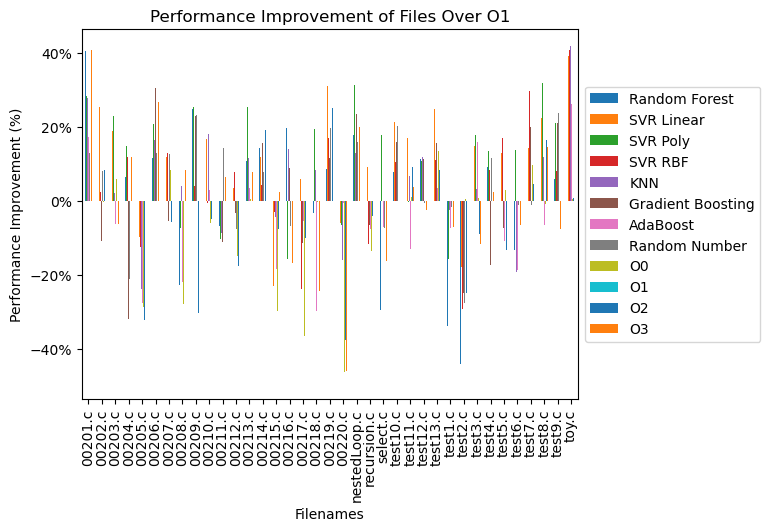 Performance Improvement of Files Over O1
Performance Improvement (%)
40%
20%
0%
−20%
−40%
00201.c
00202.c
00203.c
00204.c
00205.c
00206.c
00207.c
00208.c
00209.c
00210.c
00211.c
00212.c
00213.c
00214.c
00215.c
00216.c
00217.c
00218.c
00219.c
00220.c
nestedLoop.c
recursion.c
select.c
test10.c
test11.c
test12.c
test13.c
test1.c
test2.c
test3.c
test4.c
test5.c
test6.c
test7.c
test8.c
test9.c
toy.c
Filenames
Random Forest
SVR Linear
SVR Poly
SVR RBF
KNN
Gradient Boosting
AdaBoost
Random Number
O0
O1
O2
O3